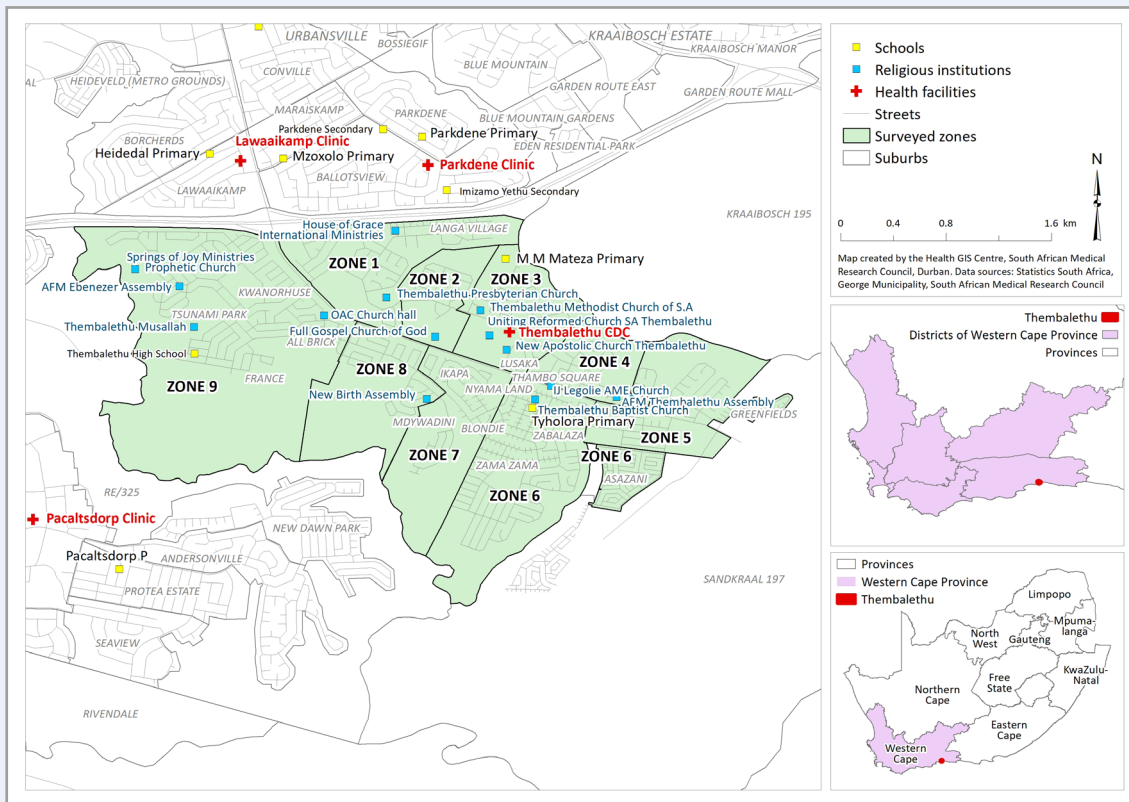 URBANSVILLE
BOSSIEGIF
KRAAIBOSCH ESTATE
KRAAIBOSCH MANOR
CONVILLE
BLUE MOUNTAIN
HEIDEVELD (METRO GROUNDS)
AL
GARDEN ROUTE EAST
GARDEN ROUTE MALL
MARAISKAMP
PARKDENE
BLUE MOUNTAIN GARDENS
Parkdene Secondary
Parkdene Primary
BORCHERDS
Lawaaikamp Clinic
EDEN RESIDENTIAL PARK
Heidedal Primary
Mzoxolo Primary
Parkdene Clinic
BALLOTSVIEW
LAWAAIKAMP
Imizamo Yethu Secondary
KRAAIBOSCH 195
House of Grace
International Ministries
LANGA VILLAGE
Springs of Joy Ministries
Prophetic Church
ZONE 1
M M Mateza Primary
ZONE 2
ZONE 3
AFM Ebenezer Assembly
KWANORHUSE
Thembalethu Presbyterian Church
TSUNAMI PARK
OAC Church hall
Thembalethu Methodist Church of S.A
Uniting Reformed Church SA Thembalethu
Thembalethu Musallah
Full Gospel Church of God
Thembalethu CDC
ALL BRICK
New Apostolic Church Thembalethu
Thembalethu High School
LUSAKA
ZONE 4
ZONE 8
IKAPA
THAMBO SQUARE
FRANCE
ZONE 9
NYAMA LAND
IJ Legolie AME Church
New Birth Assembly
AFM Thembalethu Assembly
Thembalethu Baptist Church
GREENFIELDS
MDYWADINI
Tyholora Primary
BLONDIE
ZABALAZA
ZONE 5
ZONE 7
ZONE 6
ZAMA ZAMA
ASAZANI
ZONE 6
RE/325
Pacaltsdorp Clinic
NEW DAWN PARK
Pacaltsdorp P
ANDERSONVILLE
SANDKRAAL 197
PROTEA ESTATE
SEAVIEW
RIVENDALE
Schools
Religious institutions
Health facilities
Streets
Surveyed zones
Suburbs
N
0 0.4 0.8 1.6 km
Map created by the Health GIS Centre, South African Medical
Research Council, Durban. Data sources: Statistics South Africa,
George Municipality, South African Medical Research Council
Thembalethu
Districts of Western Cape Province
Provinces
Provinces
Western Cape Province
Thembalethu
Limpopo
Mpuma-
langa
North
West
Gauteng
KwaZulu-
Natal
Free
State
Northern
Cape
Eastern
Cape
Western
Cape